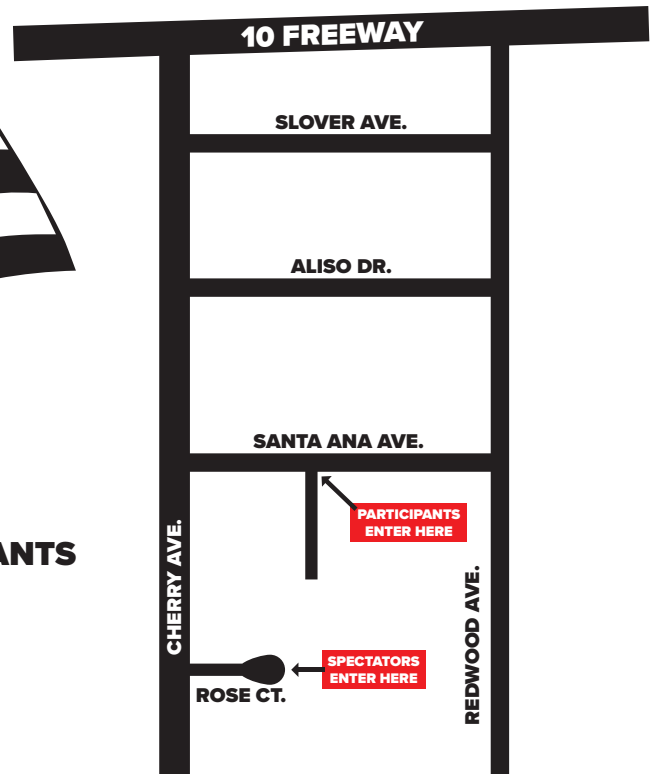 10 FREEWAY
SLOVER AVE.
ALISO DR.
SANTA ANA AVE.
PARTICIPANTS
ENTER HERE
ANTS
CHERRY AVE.
REDWOOD AVE.
SPECTATORS
ENTER HERE
ROSE CT.